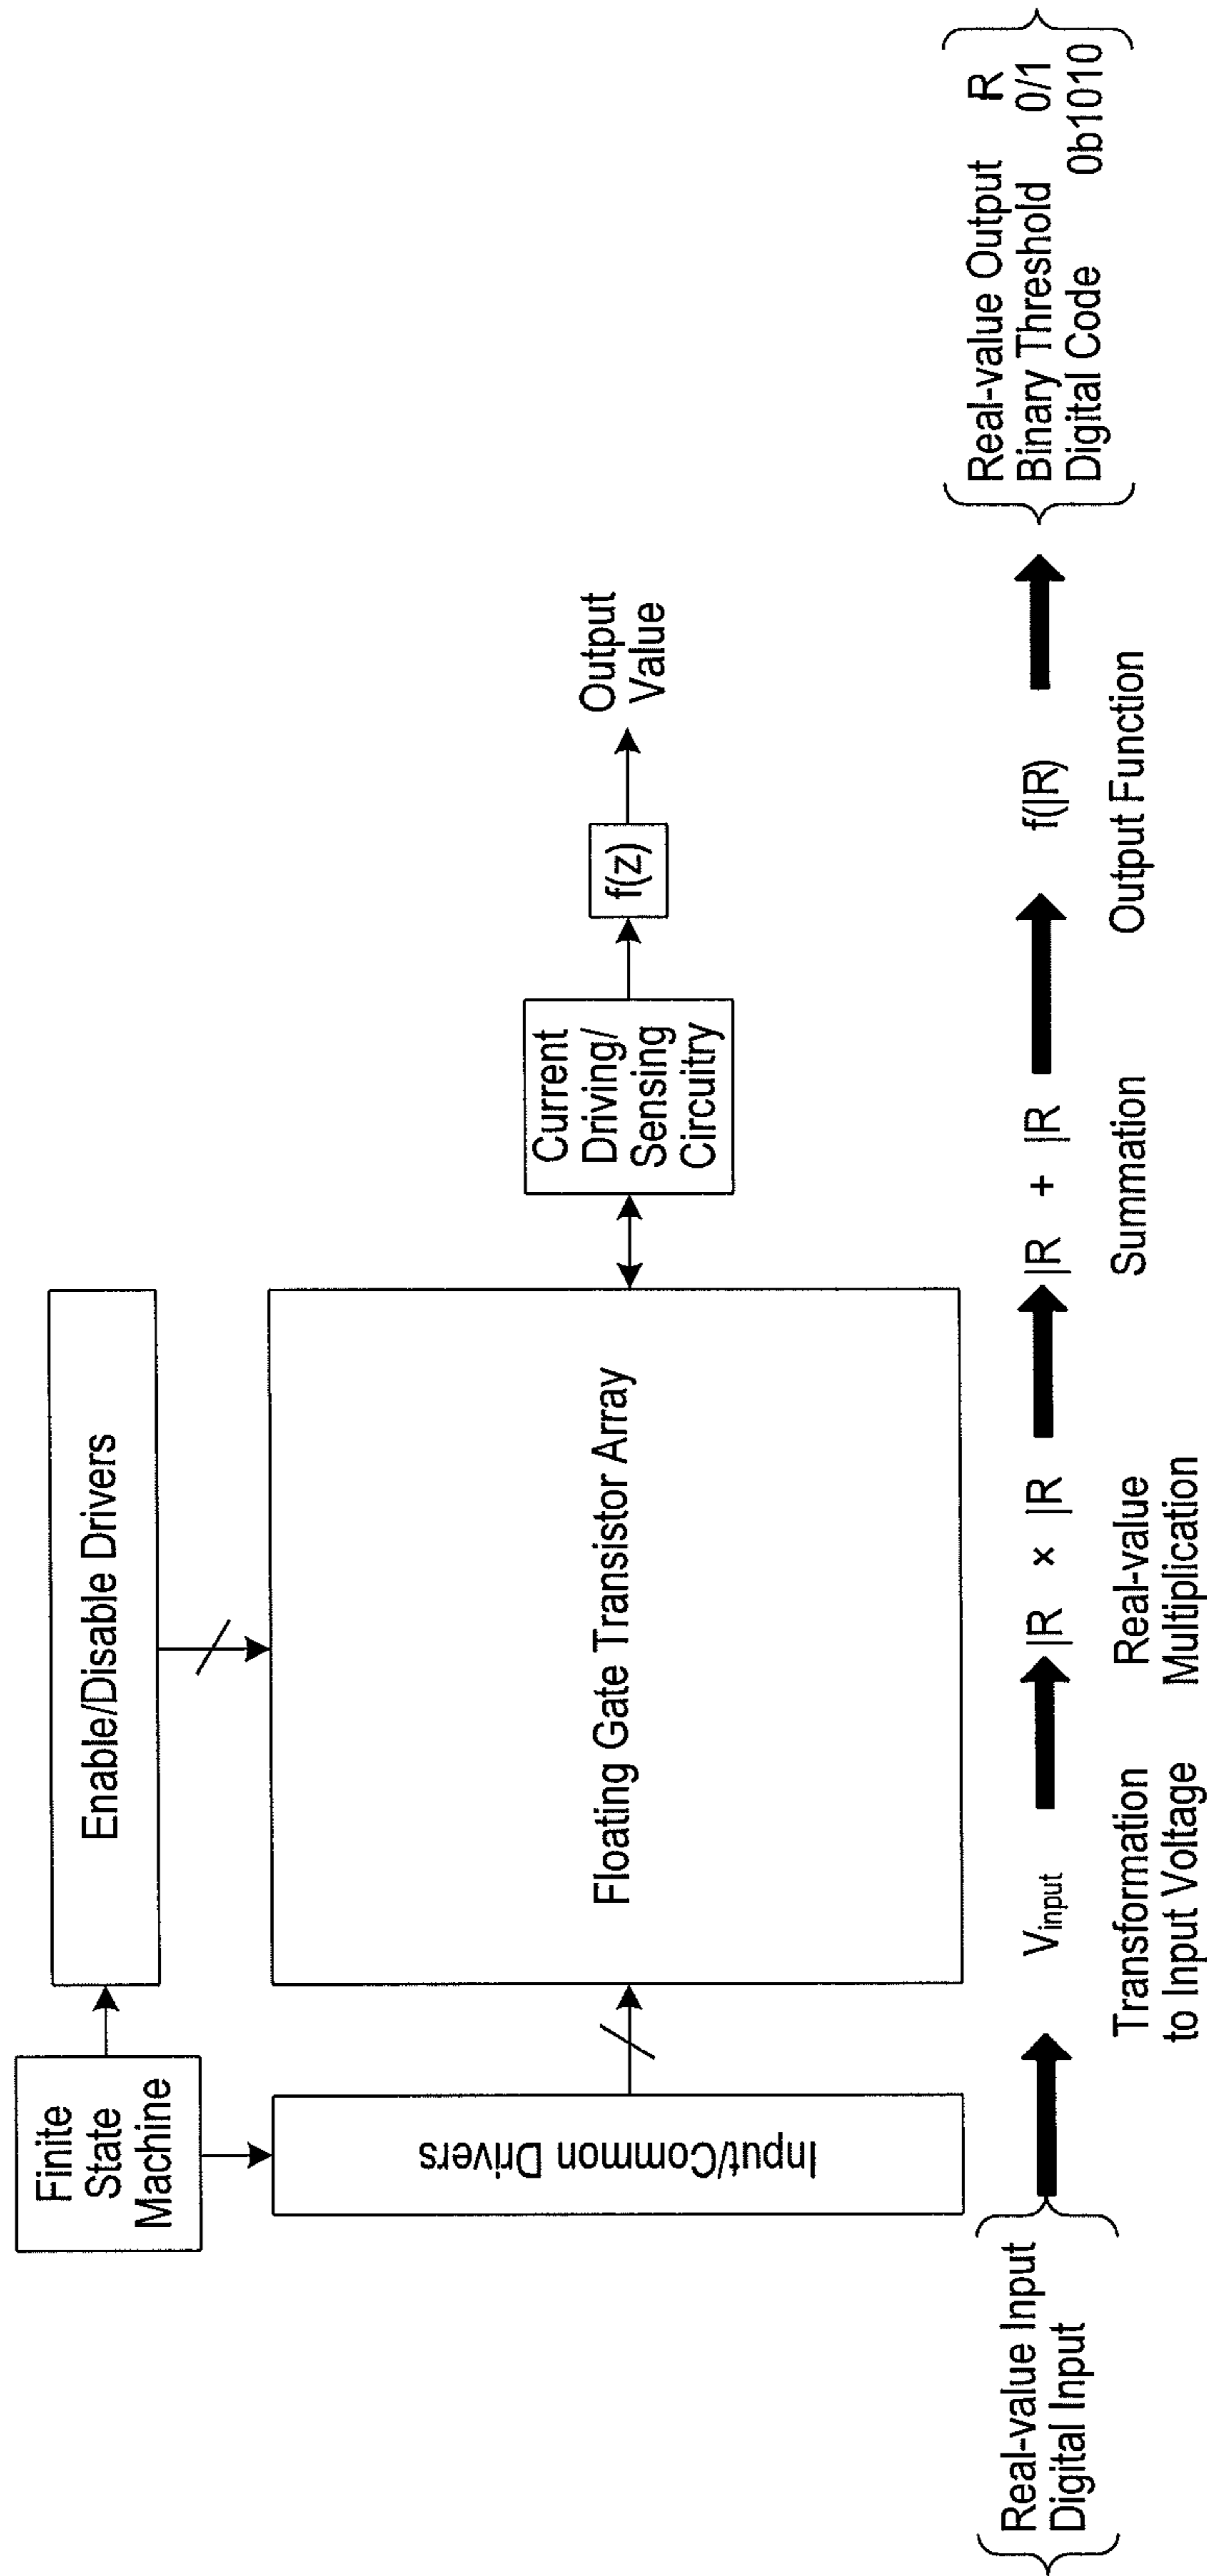 Finite
State
Machine
Enable/Disable Drivers
Input/Common Drivers
Floating Gate Transistor Array
Current
Driving/
Sensing
Circuitry
f(z)
Output
Value
Real-value Input
Digital Input
Vinput
Transformation
to Input Voltage
|R × |R
Real-value
Multiplication
|R + |R
Summation
f(|R)
Output Function
Real-value Output R
Binary Threshold 0/1
Digital Code 0b1010